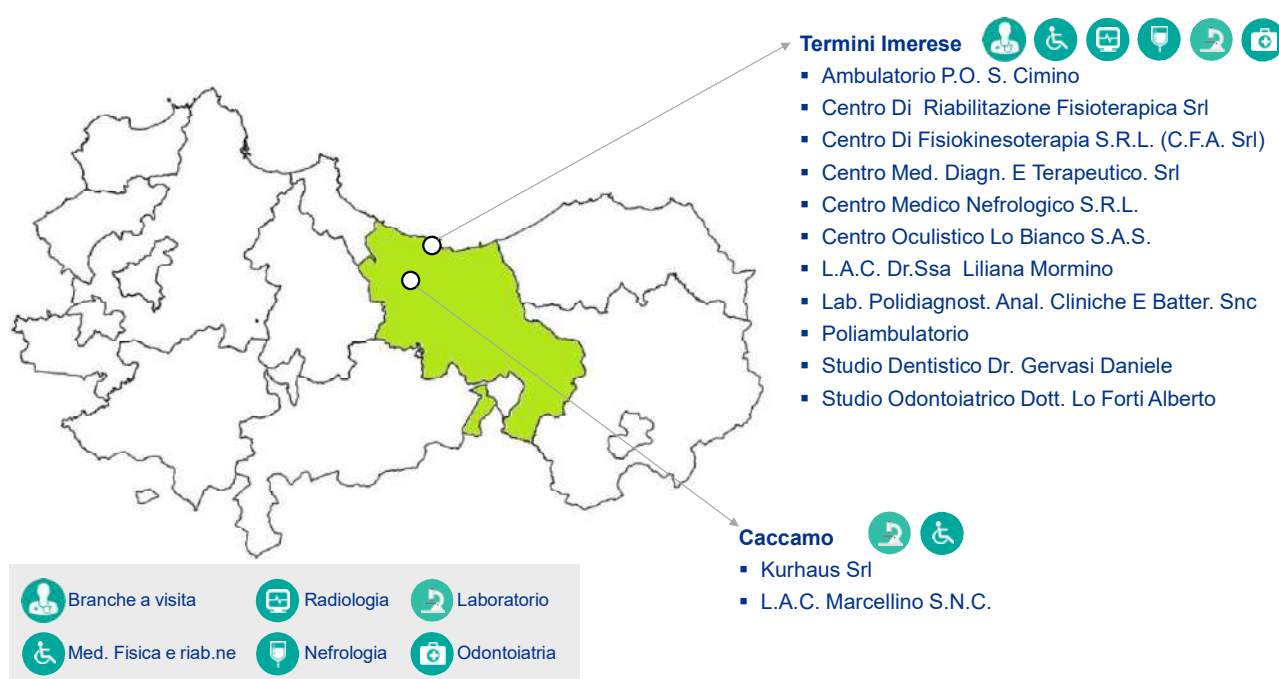 Termini Imerese
▪ Ambulatorio P.O. S. Cimino
▪ Centro Di Riabilitazione Fisioterapica Srl
▪ Centro Di Fisiokinesoterapia S.R.L. (C.F.A. Srl)
▪ Centro Med. Diagn. E Terapeutico. Srl
▪ Centro Medico Nefrologico S.R.L.
▪ Centro Oculistico Lo Bianco S.A.S.
▪ L.A.C. Dr.Ssa Liliana Mormino
▪ Lab. Polidiagnost. Anal. Cliniche E Batter. Snc
▪ Poliambulatorio
▪ Studio Dentistico Dr. Gervasi Daniele
▪ Studio Odontoiatrico Dott. Lo Forti Alberto
Caccamo
▪ Kurhaus Srl
▪ L.A.C. Marcellino S.N.C.
Branche a visita
Radiologia
Laboratorio
Med. Fisica e riab.ne
Nefrologia
Odontoiatria